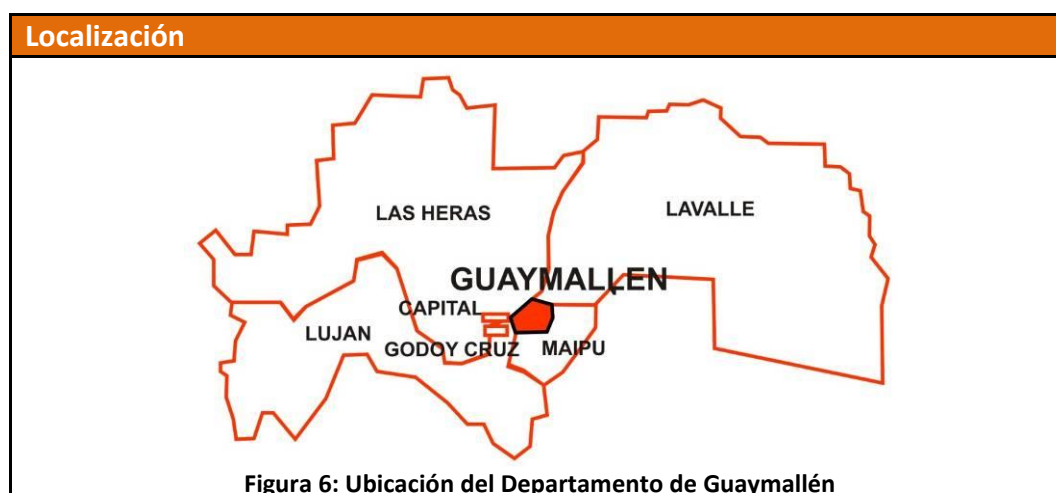 Localización
LAS HERAS
LAVALLE
GUAYMALLEN
CAPITAL
LUJAN
GODOY CRUZ
MAIPU
Figura 6: Ubicación del Departamento de Guaymallén